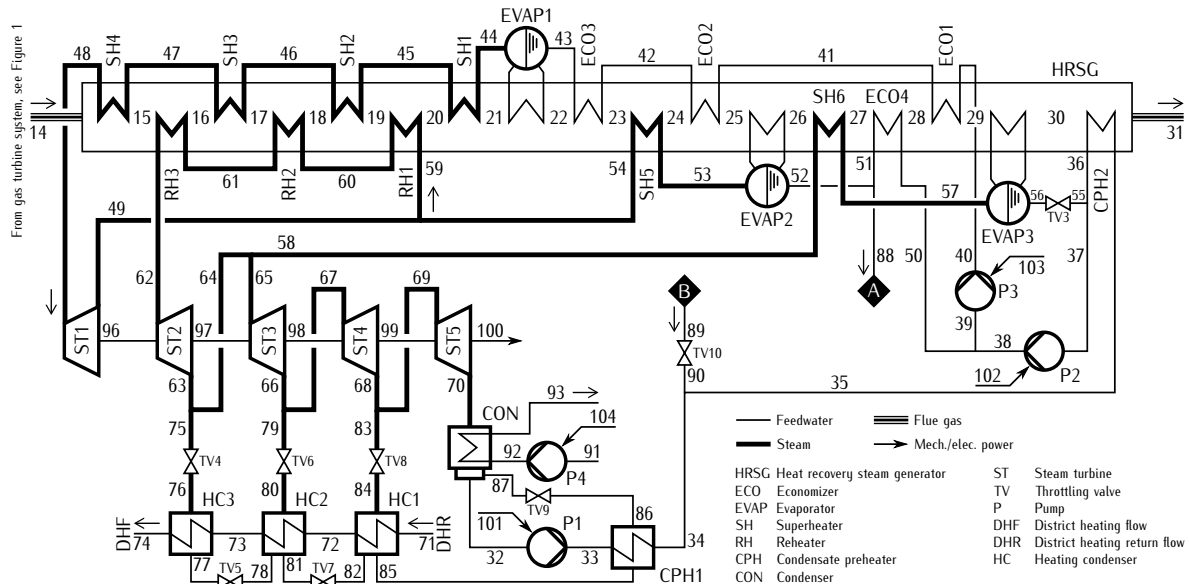 EVAP1
48
SH4
47
SH3
46
SH2
45
SH1
44
43
ECO3
42
ECO2
41
ECO1
HRSG
From gas turbine system, see Figure 1
14
15
16
17
18
19
20
21
22
23
24
25
26
SH6
27
ECO4
28
29
30
31
RH3
61
RH2
60
RH1
59
54
SH5
53
52
51
EVAP2
57
56
55
TV3
36
CPH2
EVAP3
49
58
62
64
65
67
69
88
50
40
103
37
P3
A
B
39
89
TV10
90
38
102
P2
35
ST1
96
ST2
97
ST3
98
ST4
99
ST5
100
63
66
68
70
75
79
83
CON
93
104
92
91
P4
TV4
TV6
TV8
87
TV9
76
HC3
80
HC2
84
HC1
101
P1
86
DHF
74
73
72
71
DHR
32
33
34
CPH1
77
TV5
78
81
TV7
82
85
Feedwater
Flue gas
Steam
Mech./elec. power
HRSG Heat recovery steam generator
ECO Economizer
EVAP Evaporator
SH Superheater
RH Reheater
CPH Condensate preheater
CON Condenser
ST Steam turbine
TV Throttling valve
P Pump
DHF District heating flow
DHR District heating return flow
HC Heating condenser